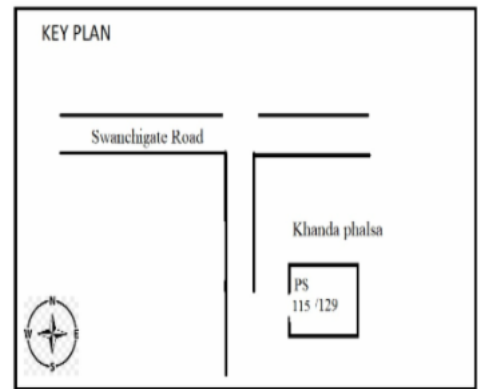 KEY PLAN
Swanchigate Road
Khanda phalsa
PS
115 /129
N
W E
S